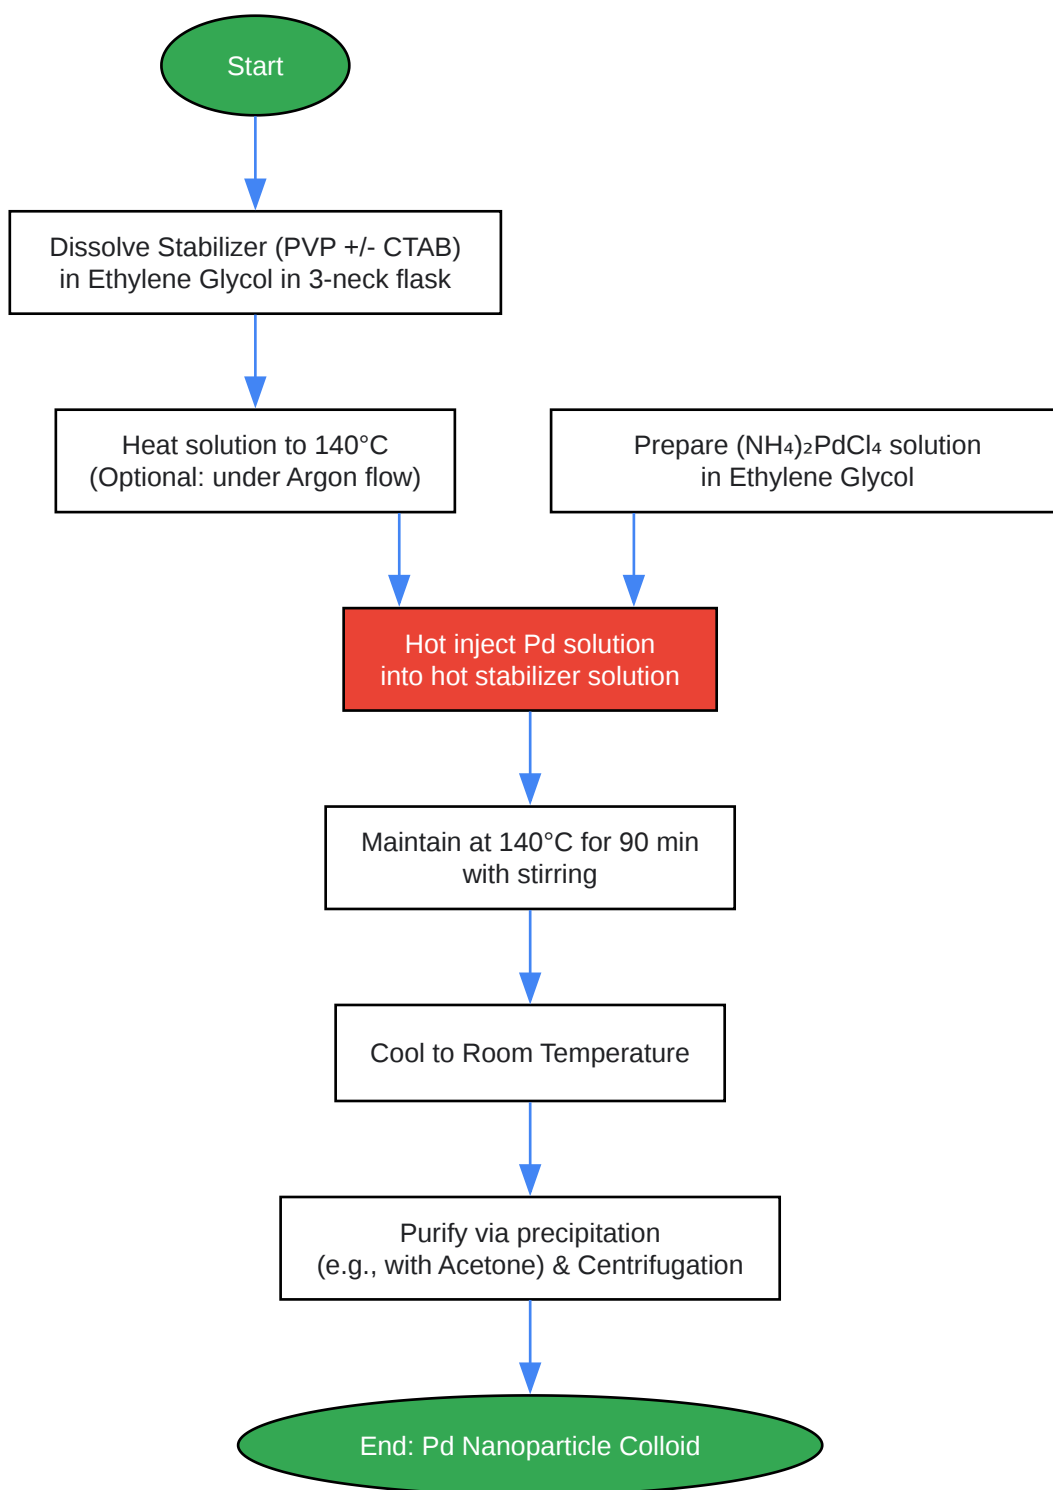 Start
Dissolve Stabilizer (PVP +/- CTAB)
in Ethylene Glycol in 3-neck flask
Heat solution to 140°C
(Optional: under Argon flow)
Prepare (NH₄)₂PdCl₄ solution
in Ethylene Glycol
Hot inject Pd solution
into hot stabilizer solution
Maintain at 140°C for 90 min
with stirring
Cool to Room Temperature
Purify via precipitation
(e.g., with Acetone) & Centrifugation
End: Pd Nanoparticle Colloid